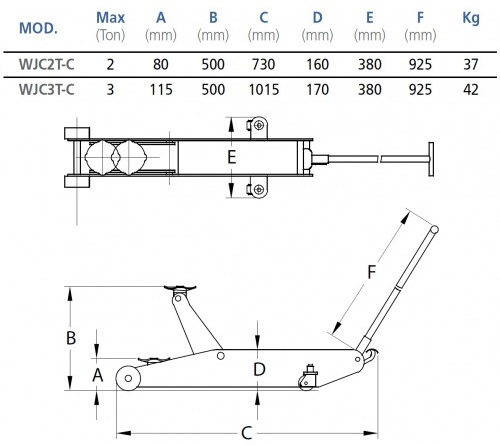 MOD. Max (Ton) A (mm) B (mm) C (mm) D (mm) E (mm) F (mm) Kg
WJC2T-C 2 80 500 730 160 380 925 37
WJC3T-C 3 115 500 1015 170 380 925 42
E
F
B
A
D
C